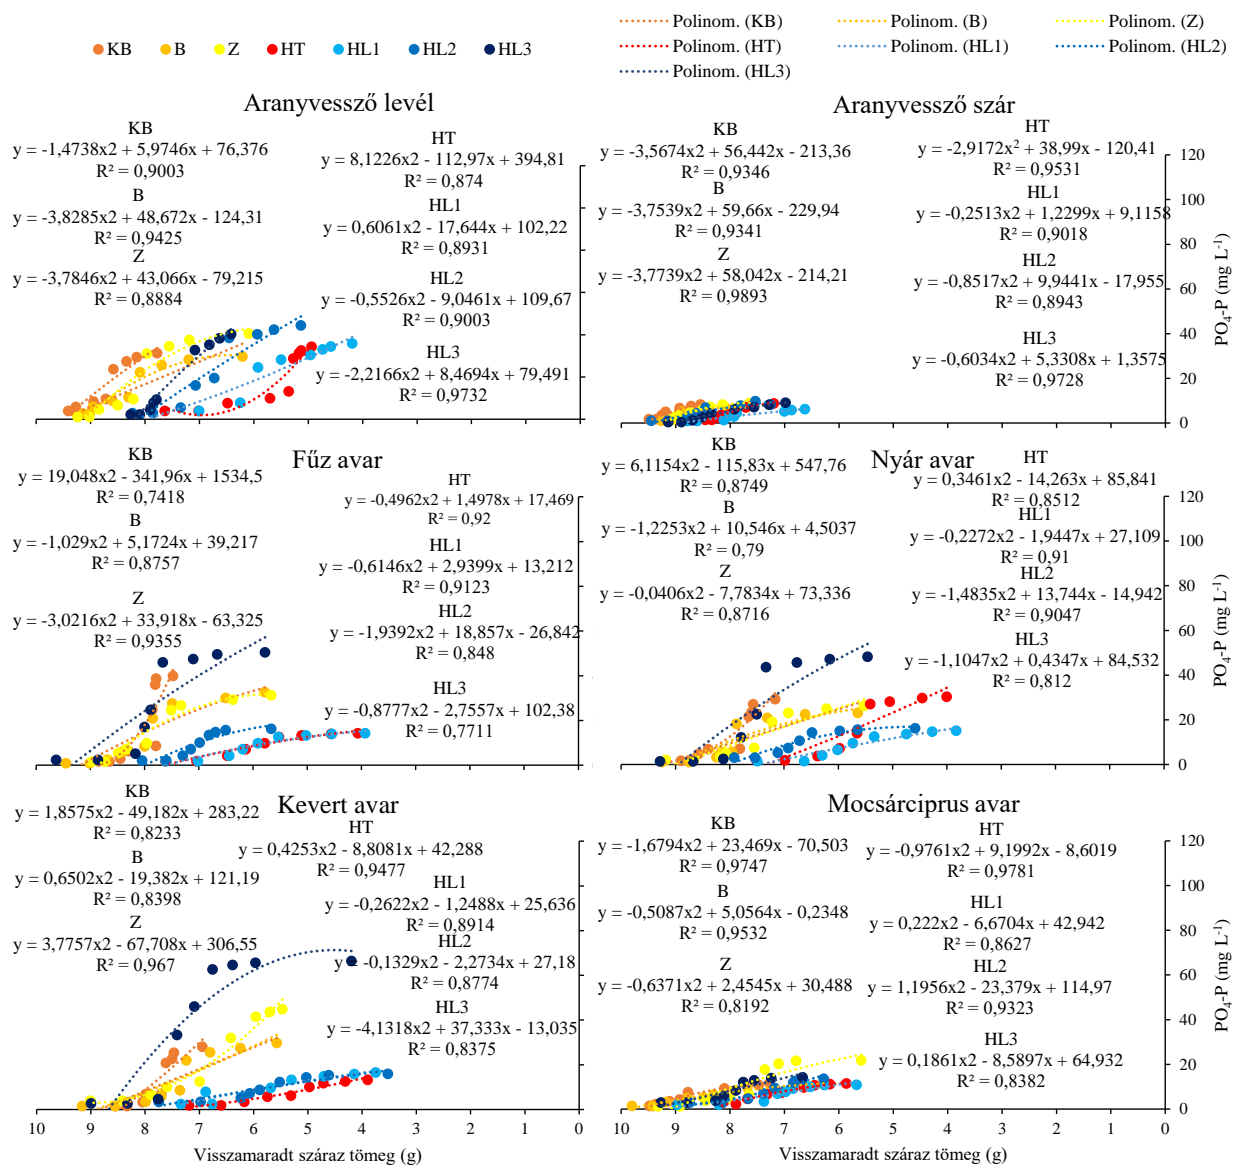 KB B Z HT HL1 HL2 HL3
Polinom. (KB) Polinom. (B) Polinom. (Z)
Polinom. (HT) Polinom. (HL1) Polinom. (HL2)
Polinom. (HL3)
Aranyvessző levél
KB
y = -1,4738x2 + 5,9746x + 76,376
R² = 0,9003
B
y = -3,8285x2 + 48,672x - 124,31
R² = 0,9425
Z
y = -3,7846x2 + 43,066x - 79,215
R² = 0,8884
HT
y = 8,1226x2 - 112,97x + 394,81
R² = 0,874
HL1
y = 0,6061x2 - 17,644x + 102,22
R² = 0,8931
HL2
y = -0,5526x2 - 9,0461x + 109,67
R² = 0,9003
HL3
y = -2,2166x2 + 8,4694x + 79,491
R² = 0,9732
Aranyvessző szár
KB
y = -3,5674x2 + 56,442x - 213,36
R² = 0,9346
B
y = -3,7539x2 + 59,66x - 229,94
R² = 0,9341
Z
y = -3,7739x2 + 58,042x - 214,21
R² = 0,9893
HT
y = -2,9172x² + 38,99x - 120,41
R² = 0,9531
HL1
y = -0,2513x2 + 1,2299x + 9,1158
R² = 0,9018
HL2
y = -0,8517x2 + 9,9441x - 17,955
R² = 0,8943
HL3
y = -0,6034x2 + 5,3308x + 1,3575
R² = 0,9728
120
100
80
60
40
20
0
PO₄-P (mg L⁻¹)
Fűz avar
KB
y = 19,048x2 - 341,96x + 1534,5
R² = 0,7418
B
y = -1,029x2 + 5,1724x + 39,217
R² = 0,8757
Z
y = -3,0216x2 + 33,918x - 63,325
R² = 0,9355
HT
y = -0,4962x2 + 1,4978x + 17,469
R² = 0,92
HL1
y = -0,6146x2 + 2,9399x + 13,212
R² = 0,9123
HL2
y = -1,9392x2 + 18,857x - 26,842
R² = 0,848
HL3
y = -0,8777x2 - 2,7557x + 102,38
R² = 0,7711
Nyár avar
KB
y = 6,1154x2 - 115,83x + 547,76
R² = 0,8749
B
y = -1,2253x2 + 10,546x + 4,5037
R² = 0,79
Z
y = -0,0406x2 - 7,7834x + 73,336
R² = 0,8716
HT
y = 0,3461x2 - 14,263x + 85,841
R² = 0,8512
HL1
y = -0,2272x2 - 1,9447x + 27,109
R² = 0,91
HL2
y = -1,4835x2 + 13,744x - 14,942
R² = 0,9047
HL3
y = -1,1047x2 + 0,4347x + 84,532
R² = 0,812
120
100
80
60
40
20
0
PO₄-P (mg L⁻¹)
Kevert avar
KB
y = 1,8575x2 - 49,182x + 283,22
R² = 0,8233
B
y = 0,6502x2 - 19,382x + 121,19
R² = 0,8398
Z
y = 3,7757x2 - 67,708x + 306,55
R² = 0,967
HT
y = 0,4253x2 - 8,8081x + 42,288
R² = 0,9477
HL1
y = -0,2622x2 - 1,2488x + 25,636
R² = 0,8914
HL2
y = -0,1329x2 - 2,2734x + 27,18
R² = 0,8774
HL3
y = -4,1318x2 + 37,333x - 13,035
R² = 0,8375
10 9 8 7 6 5 4 3 2 1 0
Visszamaradt száraz tömeg (g)
Mocsárciprus avar
KB
y = -1,6794x2 + 23,469x - 70,503
R² = 0,9747
B
y = -0,5087x2 + 5,0564x - 0,2348
R² = 0,9532
Z
y = -0,6371x2 + 2,4545x + 30,488
R² = 0,8192
HT
y = -0,9761x2 + 9,1992x - 8,6019
R² = 0,9781
HL1
y = 0,222x2 - 6,6704x + 42,942
R² = 0,8627
HL2
y = 1,1956x2 - 23,379x + 114,97
R² = 0,9323
HL3
y = 0,1861x2 - 8,5897x + 64,932
R² = 0,8382
120
100
80
60
40
20
0
PO₄-P (mg L⁻¹)
10 9 8 7 6 5 4 3 2 1 0
Visszamaradt száraz tömeg (g)